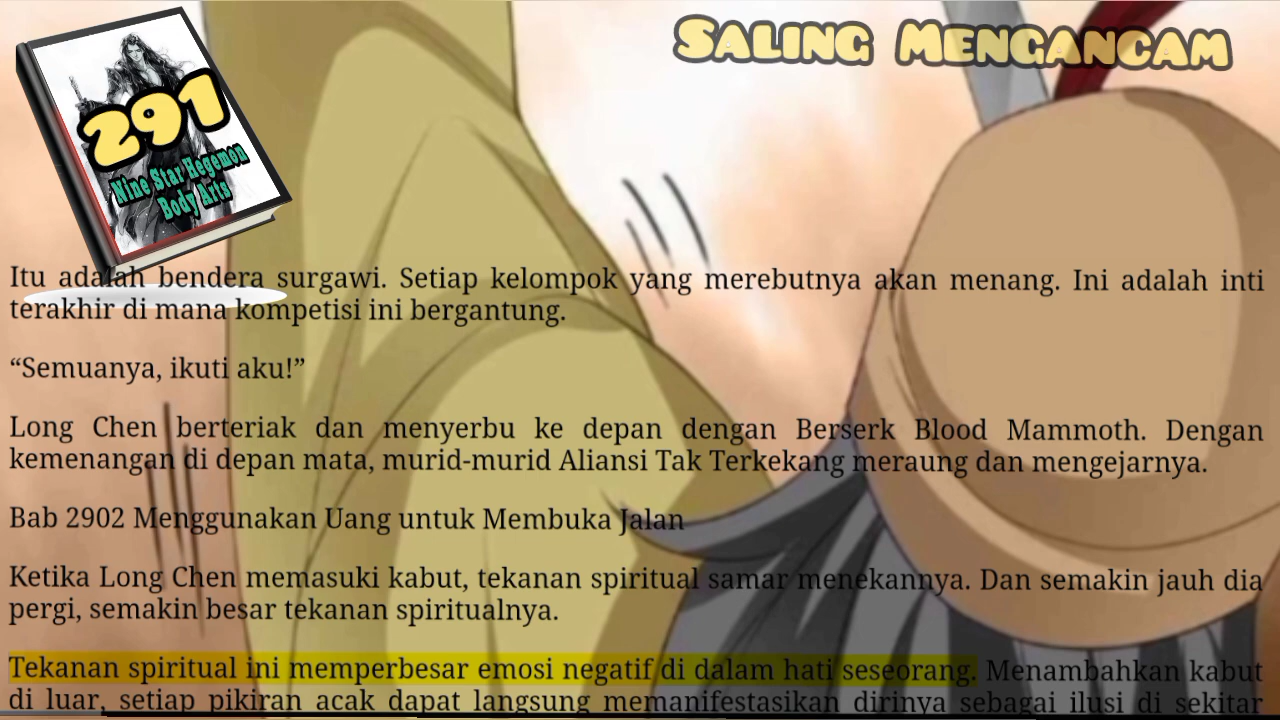 Saling Mengancam
291
Nine Star Hegemon
Body Arts
Itu adalah bendera surgawi. Setiap kelompok yang merebutnya akan menang. Ini adalah inti
terakhir di mana kompetisi ini bergantung.
“Semuanya, ikuti aku!”
Long Chen berteriak dan menyerbu ke depan dengan Berserk Blood Mammoth. Dengan
kemenangan di depan mata, murid-murid Aliansi Tak Terkekang meraung dan mengejarnya.
Bab 2902 Menggunakan Uang untuk Membuka Jalan
Ketika Long Chen memasuki kabut, tekanan spiritual samar menekannya. Dan semakin jauh dia
pergi, semakin besar tekanan spiritualnya.
Tekanan spiritual ini memperbesar emosi negatif di dalam hati seseorang. Menambahkan kabut
di luar, setiap pikiran acak dapat langsung memanifestasikan dirinya sebagai ilusi di sekitar